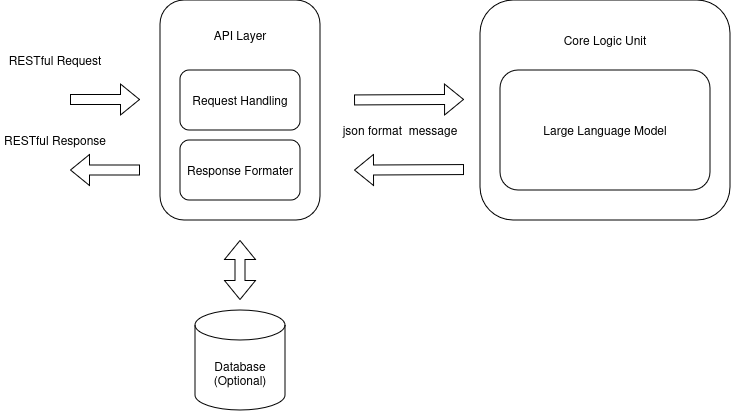 API Layer
Core Logic Unit
RESTful Request
Request Handling
json format message
Large Language Model
RESTful Response
Response Formater
Database
(Optional)